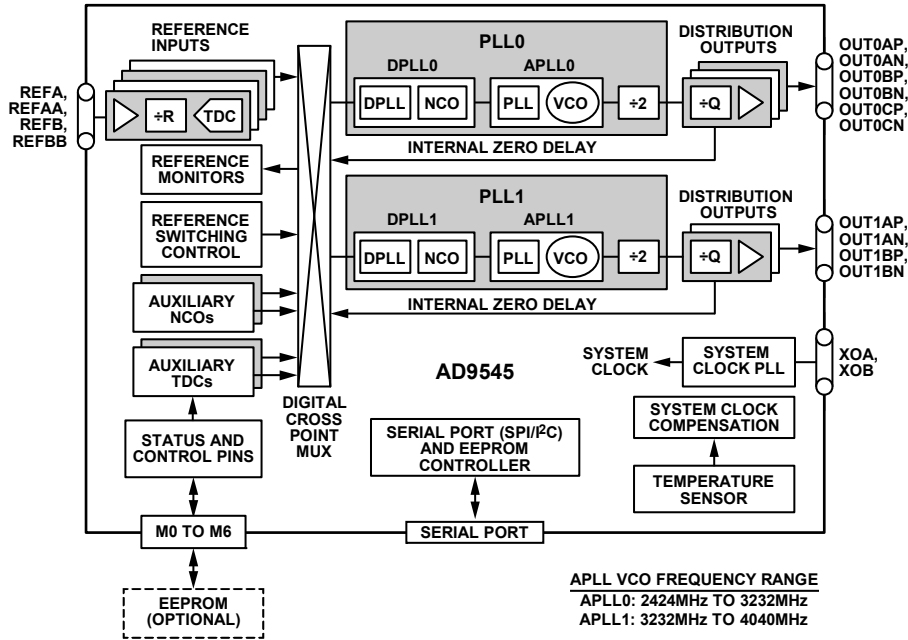 REFERENCE
INPUTS
REFA,
REFAA,
REFB,
REFBB
÷R
TDC
REFERENCE
MONITORS
REFERENCE
SWITCHING
CONTROL
AUXILIARY
NCOs
AUXILIARY
TDCs
STATUS AND
CONTROL PINS
M0 TO M6
EEPROM
(OPTIONAL)
DIGITAL
CROSS
POINT
MUX
PLL0
DPLL0
APLL0
DPLL
NCO
PLL
VCO
÷2
INTERNAL ZERO DELAY
DISTRIBUTION
OUTPUTS
÷Q
OUT0AP,
OUT0AN,
OUT0BP,
OUT0BN,
OUT0CP,
OUT0CN
PLL1
DPLL1
APLL1
DPLL
NCO
PLL
VCO
÷2
INTERNAL ZERO DELAY
DISTRIBUTION
OUTPUTS
÷Q
OUT1AP,
OUT1AN,
OUT1BP,
OUT1BN
AD9545
SYSTEM
CLOCK
SYSTEM
CLOCK PLL
XOA,
XOB
SYSTEM CLOCK
COMPENSATION
TEMPERATURE
SENSOR
SERIAL PORT (SPI/I²C)
AND EEPROM
CONTROLLER
SERIAL PORT
APLL VCO FREQUENCY RANGE
APLL0: 2424MHz TO 3232MHz
APLL1: 3232MHz TO 4040MHz